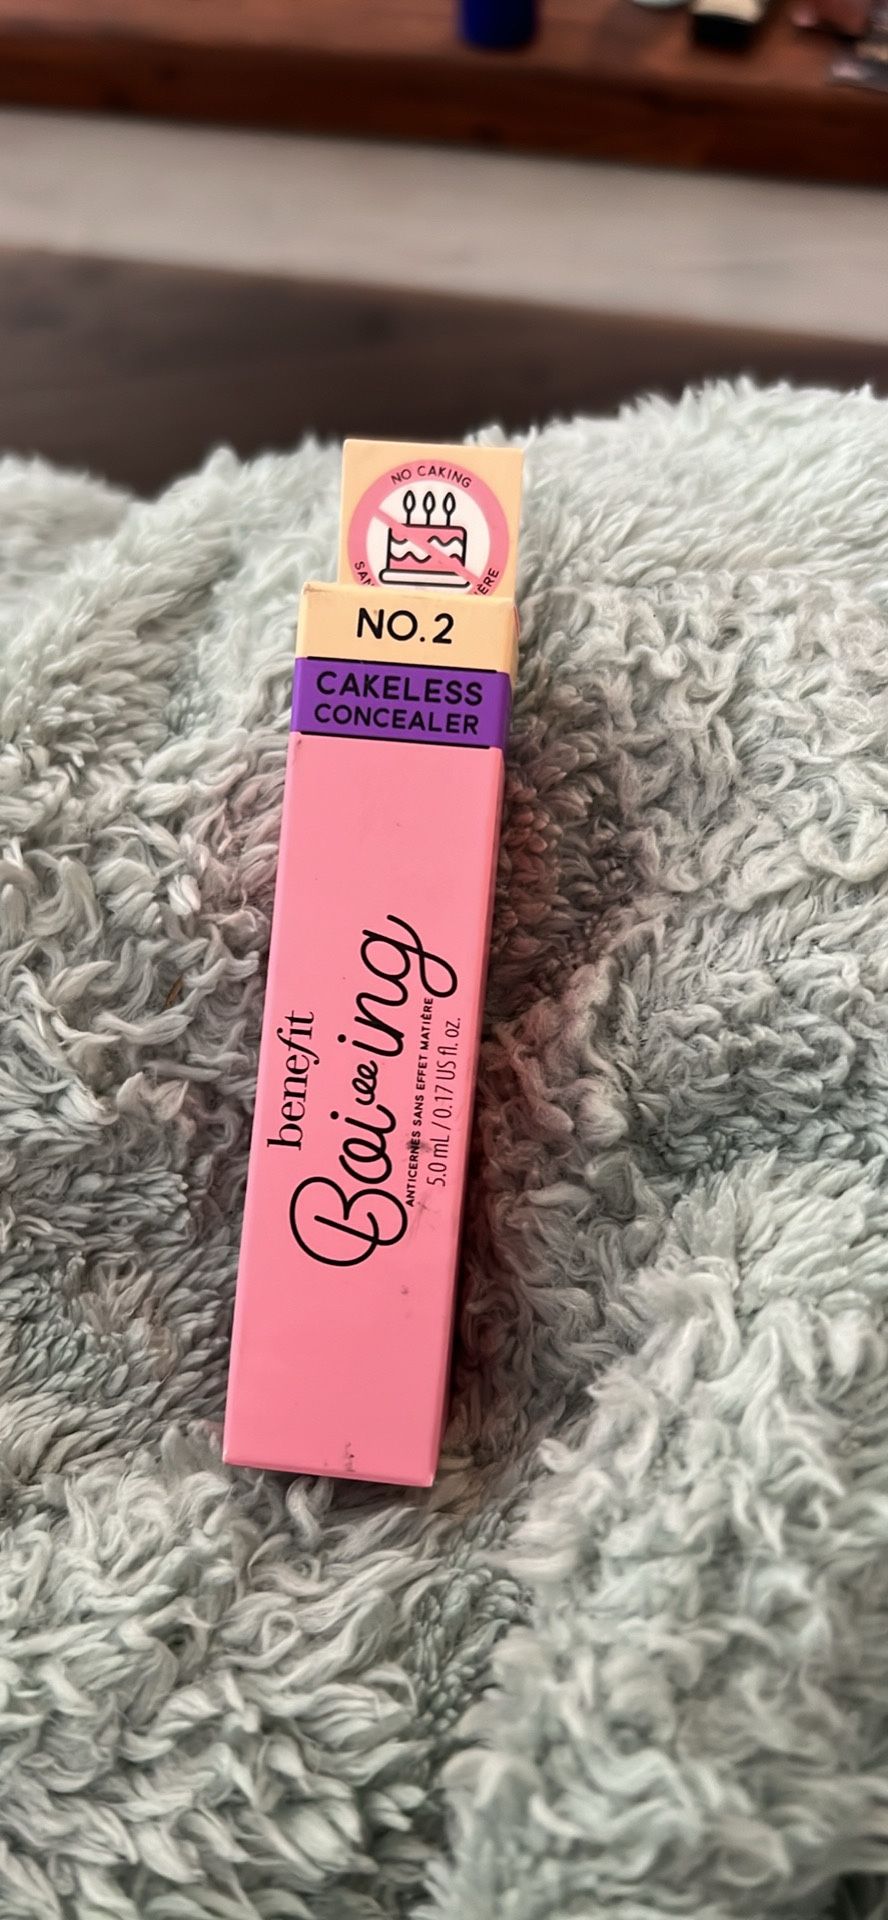 NO CAKING
NO.2
CAKELESS
CONCEALER
benefit
Boi-ing
ANTICERNES SANS EFFET MATIÈRE
5.0 mL / 0.17 US fl. oz.